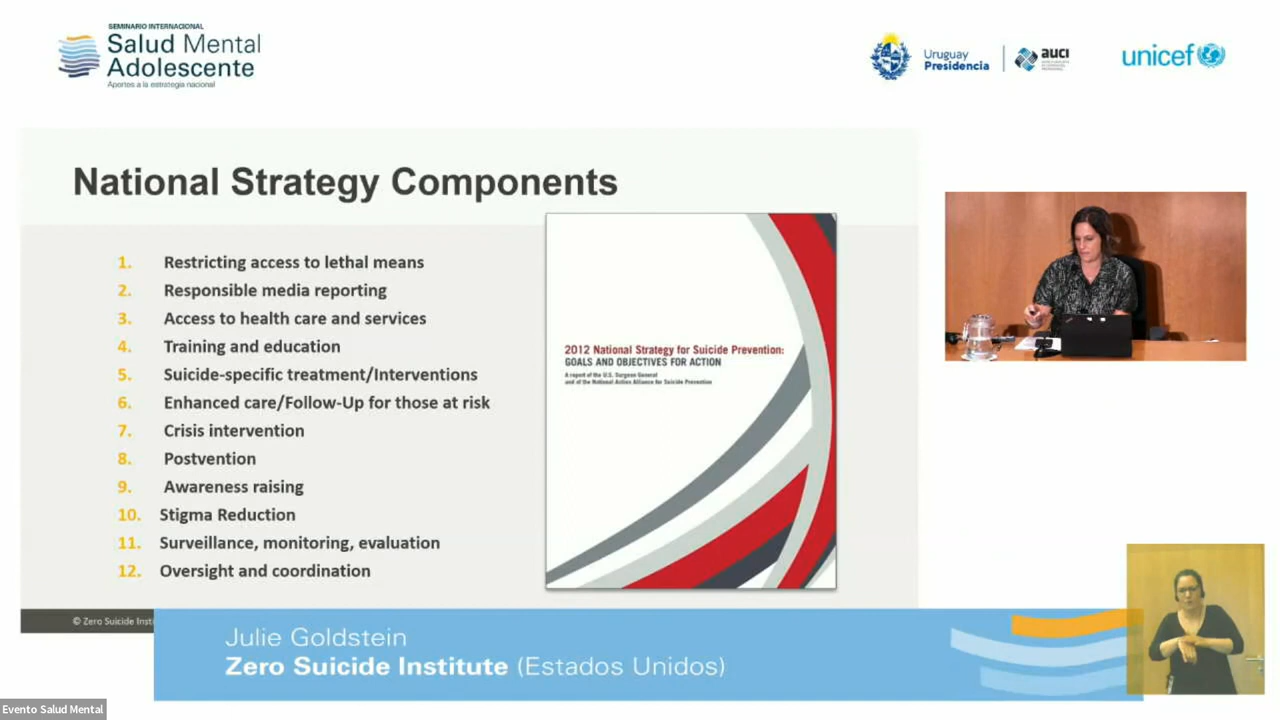 SEMINARIO INTERNACIONAL
Salud Mental
Adolescente
Aportes a la estrategia nacional
Uruguay
Presidencia
auci
unicef
National Strategy Components
1. Restricting access to lethal means
2. Responsible media reporting
3. Access to health care and services
4. Training and education
5. Suicide-specific treatment/Interventions
6. Enhanced care/Follow-Up for those at risk
7. Crisis intervention
8. Postvention
9. Awareness raising
10. Stigma Reduction
11. Surveillance, monitoring, evaluation
12. Oversight and coordination
2012 National Strategy for Suicide Prevention:
GOALS AND OBJECTIVES FOR ACTION
A report of the U.S. Surgeon General
and of the National Action Alliance for Suicide Prevention
© Zero Suicide Insti
Julie Goldstein
Zero Suicide Institute (Estados Unidos)
Evento Salud Mental